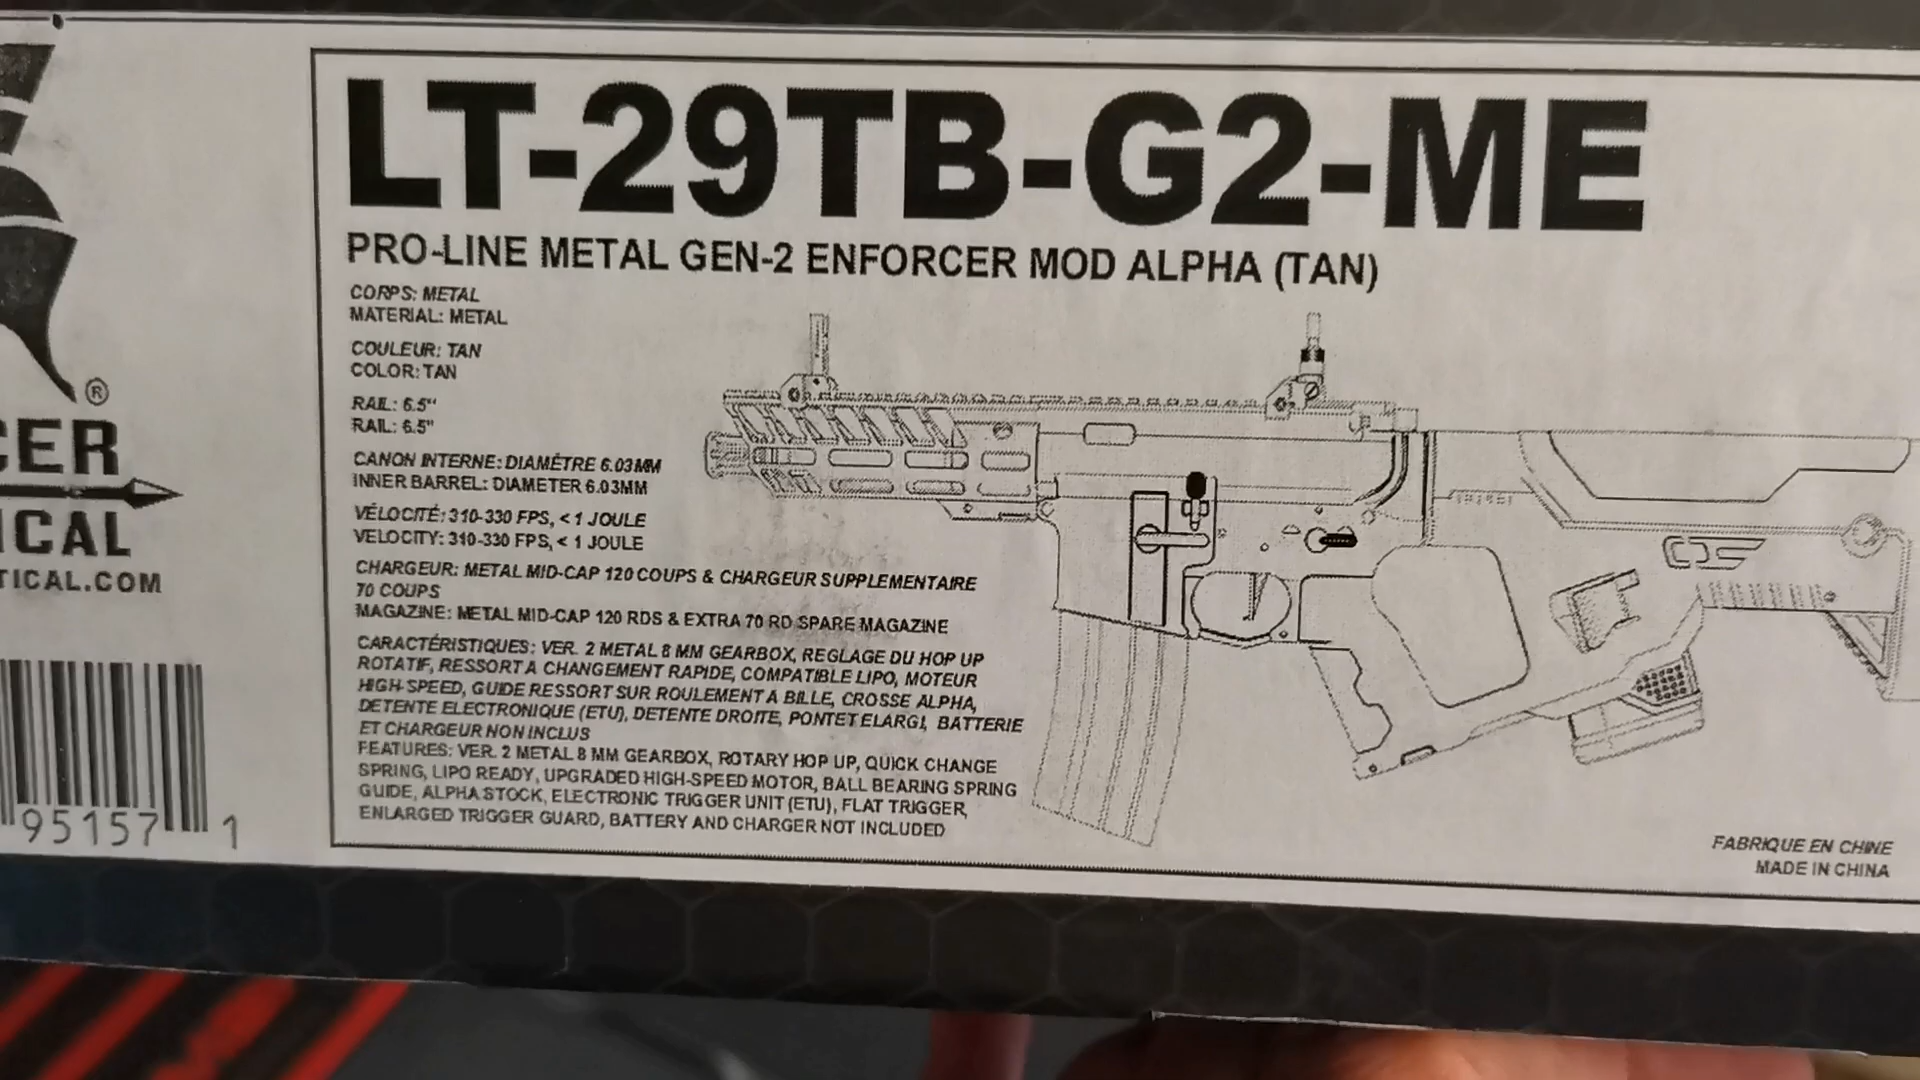 LT-29TB-G2-ME
PRO-LINE METAL GEN-2 ENFORCER MOD ALPHA (TAN)
CORPS: METAL
MATERIAL: METAL
COULEUR: TAN
COLOR: TAN
RAIL: 6.5"
RAIL: 6.5"
CANON INTERNE: DIAMÉTRE 6.03MM
INNER BARREL: DIAMETER 6.03MM
VÉLOCITÉ: 310-330 FPS, < 1 JOULE
VELOCITY: 310-330 FPS, < 1 JOULE
CHARGEUR: METAL MID-CAP 120 COUPS & CHARGEUR SUPPLEMENTAIRE
70 COUPS
MAGAZINE: METAL MID-CAP 120 RDS & EXTRA 70 RD SPARE MAGAZINE
CARACTÉRISTIQUES: VER. 2 METAL 8 MM GEARBOX, REGLAGE DU HOP UP
ROTATIF, RESSORT A CHANGEMENT RAPIDE, COMPATIBLE LIPO, MOTEUR
HIGH-SPEED, GUIDE RESSORT SUR ROULEMENT A BILLE, CROSSE ALPHA,
DETENTE ELECTRONIQUE (ETU), DETENTE DROITE, PONTET ELARGI, BATTERIE
ET CHARGEUR NON INCLUS
FEATURES: VER. 2 METAL 8 MM GEARBOX, ROTARY HOP UP, QUICK CHANGE
SPRING, LIPO READY, UPGRADED HIGH-SPEED MOTOR, BALL BEARING SPRING
GUIDE, ALPHA STOCK, ELECTRONIC TRIGGER UNIT (ETU), FLAT TRIGGER,
ENLARGED TRIGGER GUARD, BATTERY AND CHARGER NOT INCLUDED
FABRIQUE EN CHINE
MADE IN CHINA
®
CER
ICAL
TICAL.COM
95157 1